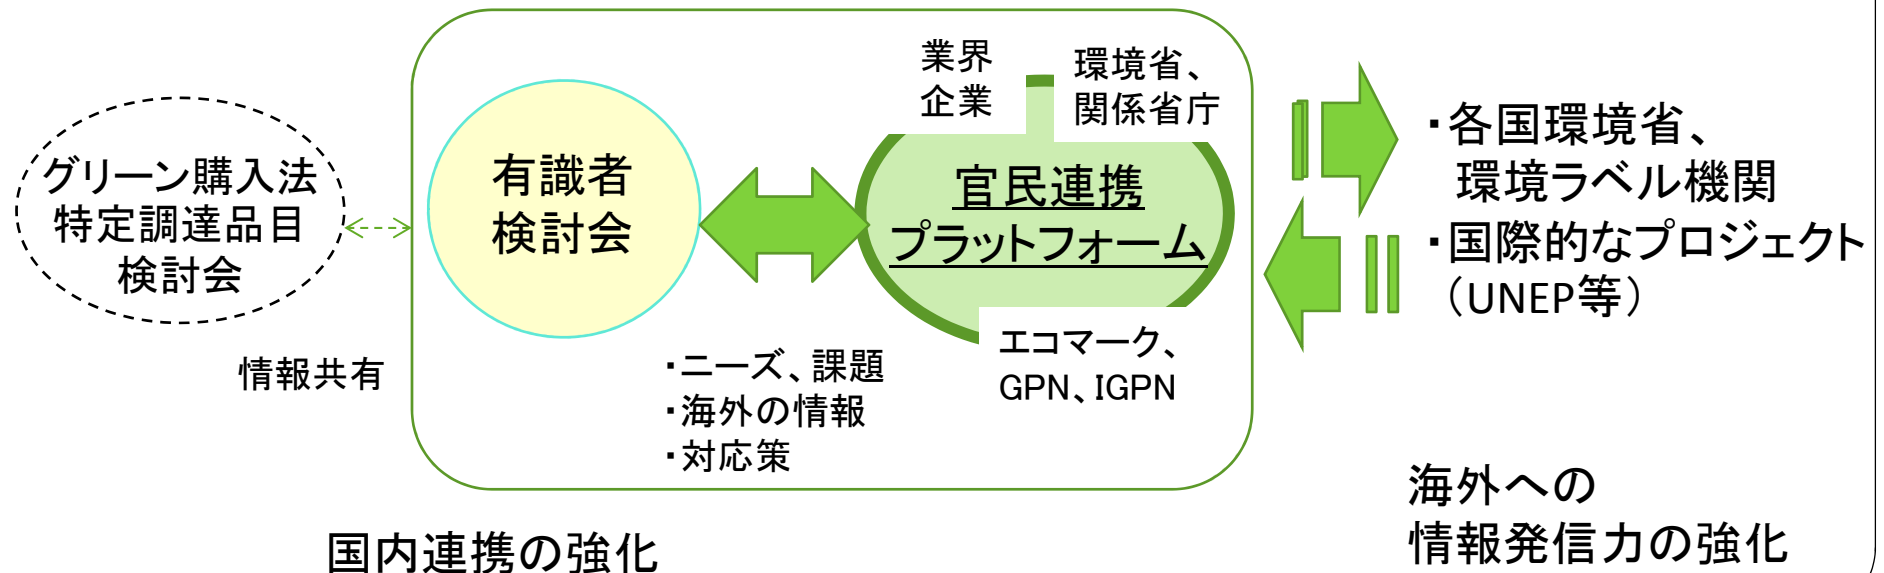 グリーン購入法
特定調達品目
検討会
情報共有
有識者
検討会
業界
企業
環境省、
関係省庁
官民連携
プラットフォーム
エコマーク、
GPN、IGPN
・ニーズ、課題
・海外の情報
・対応策
国内連携の強化
・各国環境省、
環境ラベル機関
・国際的なプロジェクト
（UNEP等）
海外への
情報発信力の強化